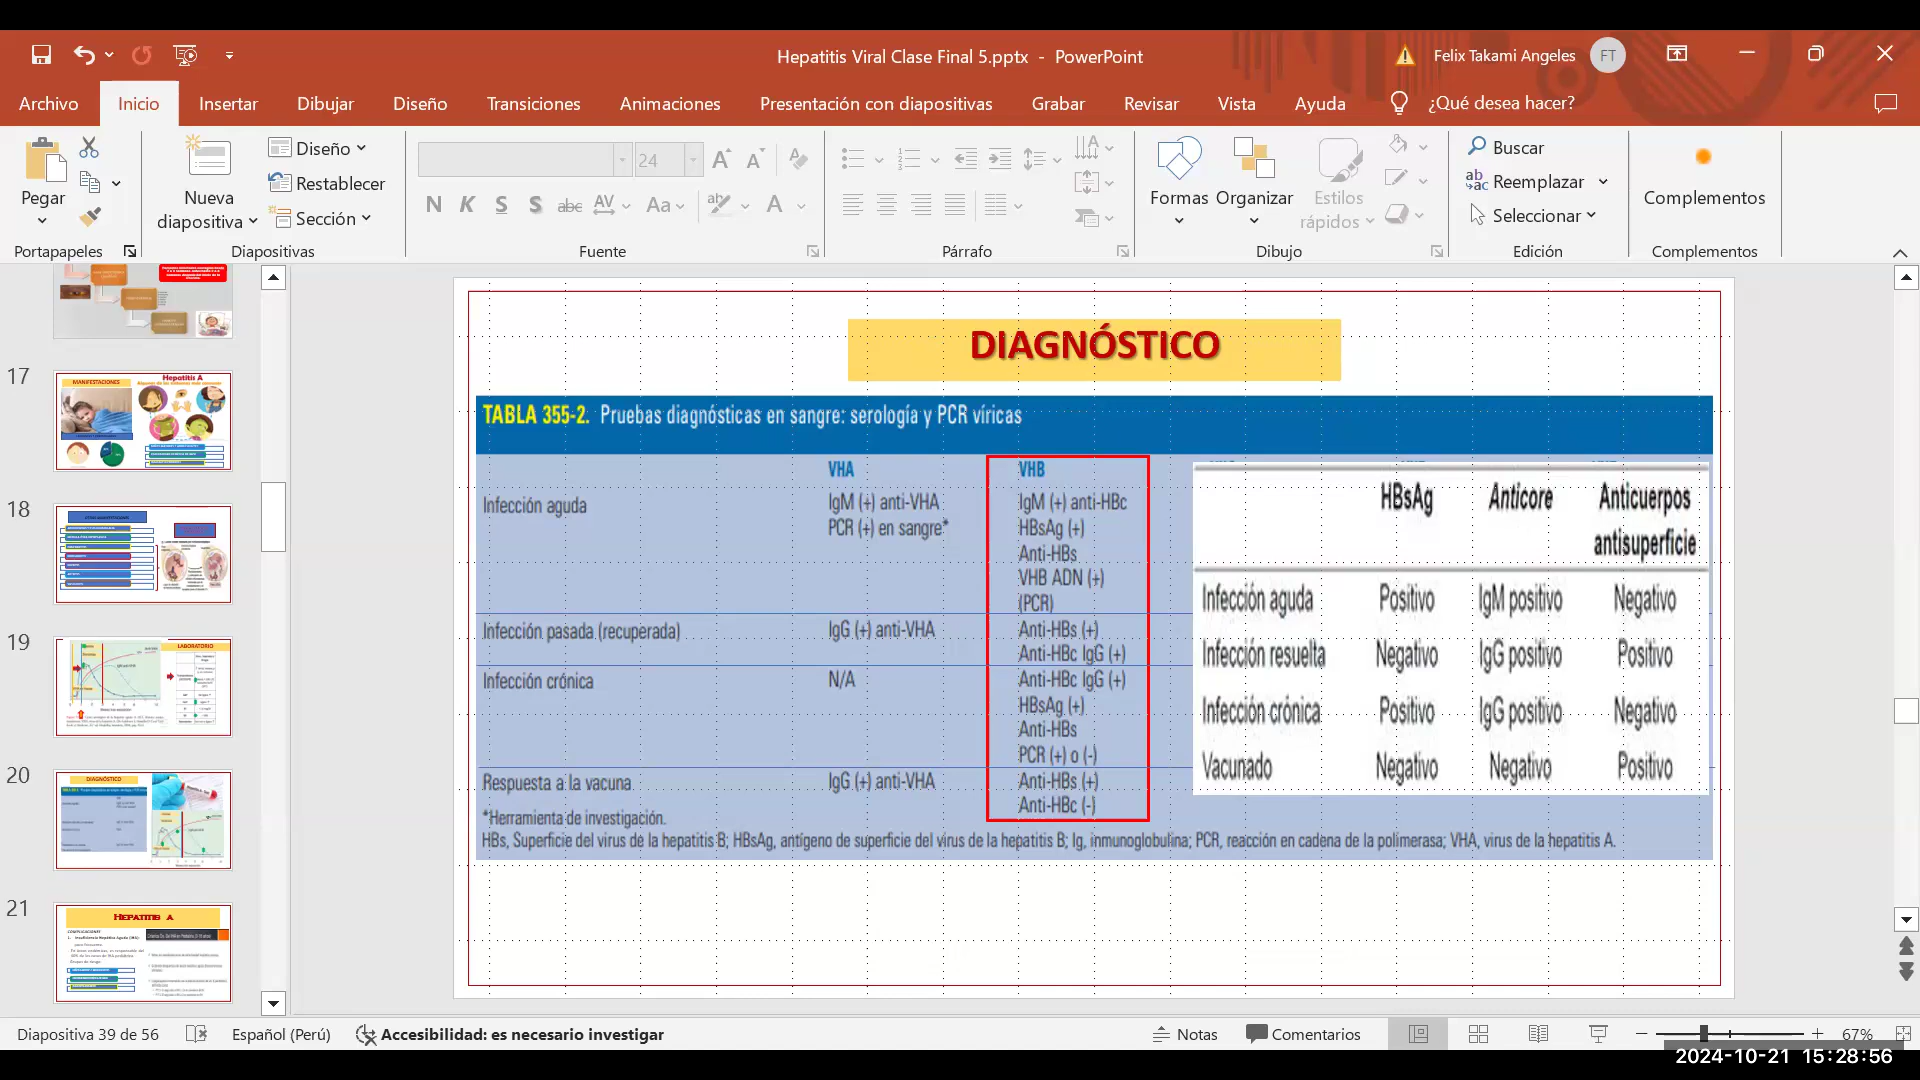 Hepatitis Viral Clase Final 5.pptx - PowerPoint
Felix Takami Angeles
FT
Archivo
Inicio
Insertar
Dibujar
Diseño
Transiciones
Animaciones
Presentación con diapositivas
Grabar
Revisar
Vista
Ayuda
¿Qué desea hacer?
Pegar
Nueva diapositiva
Diseño
Restablecer
Sección
24
N K S S abc AV Aa A
Formas
Organizar
Estilos rápidos
Buscar
Reemplazar
Seleccionar
Complementos
Portapapeles
Diapositivas
Fuente
Párrafo
Dibujo
Edición
Complementos
17
MANIFESTACIONES
Hepatitis A
18
19
LABORATORIO
20
DIAGNÓSTICO
21
HEPATITIS A
DIAGNÓSTICO
TABLA 355-2. Pruebas diagnósticas en sangre: serología y PCR víricas
VHA
VHB
Infección aguda
IgM (+) anti-VHA
PCR (+) en sangre*
IgM (+) anti-HBc
HBsAg (+)
Anti-HBs
VHB ADN (+)
(PCR)
Infección pasada (recuperada)
IgG (+) anti-VHA
Anti-HBs (+)
Anti-HBc IgG (+)
Infección crónica
N/A
Anti-HBc IgG (+)
HBsAg (+)
Anti-HBs
PCR (+) o (-)
Respuesta a la vacuna
IgG (+) anti-VHA
Anti-HBs (+)
Anti-HBc (-)
*Herramienta de investigación.
HBs, Superficie del virus de la hepatitis B; HBsAg, antígeno de superficie del virus de la hepatitis B; Ig, inmunoglobulina; PCR, reacción en cadena de la polimerasa; VHA, virus de la hepatitis A.
HBsAg Anticore Anticuerpos
antisuperficie
Infección aguda Positivo IgM positivo Negativo
Infección resuelta Negativo IgG positivo Positivo
Infección crónica Positivo IgG positivo Negativo
Vacunado Negativo Negativo Positivo
Diapositiva 39 de 56
Español (Perú)
Accesibilidad: es necesario investigar
Notas
Comentarios
67%
2024-10-21 15:28:56